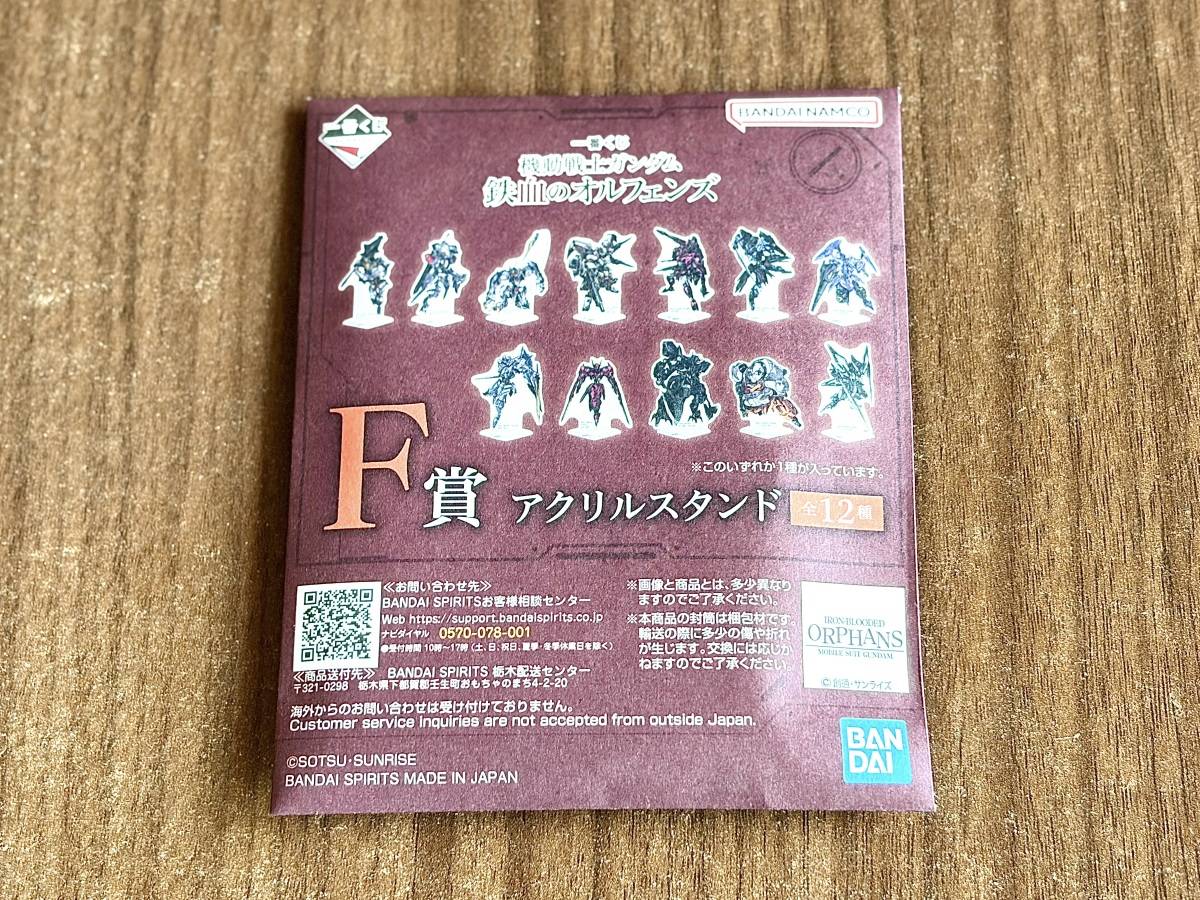 一番くじ
BANDAI NAMCO
一番くじ
機動戦士ガンダム
鉄血のオルフェンズ
※このいずれか1種が入っています。
F賞 アクリルスタンド 全12種
≪お問い合わせ先≫
BANDAI SPIRITSお客様相談センター
Web https://support.bandaispirits.co.jp
ナビダイヤル 0570-078-001
●受付時間 10時～17時（土、日、祝日、夏季・冬季休業日を除く）
≪商品送付先≫ BANDAI SPIRITS 栃木配送センター
〒321-0298 栃木県下都賀郡壬生町おもちゃのまち4-2-20
※画像と商品とは、多少異なり
ますのでご了承ください。
※本商品の封筒は梱包材です。
輸送の際に多少の傷や折れ
が生じます。交換には応じか
ねますのでご了承ください。
IRON-BLOODED
ORPHANS
MOBILE SUIT GUNDAM
©創通・サンライズ
海外からのお問い合わせは受け付けておりません。
Customer service inquiries are not accepted from outside Japan.
©SOTSU・SUNRISE
BANDAI SPIRITS MADE IN JAPAN
BAN
DAI